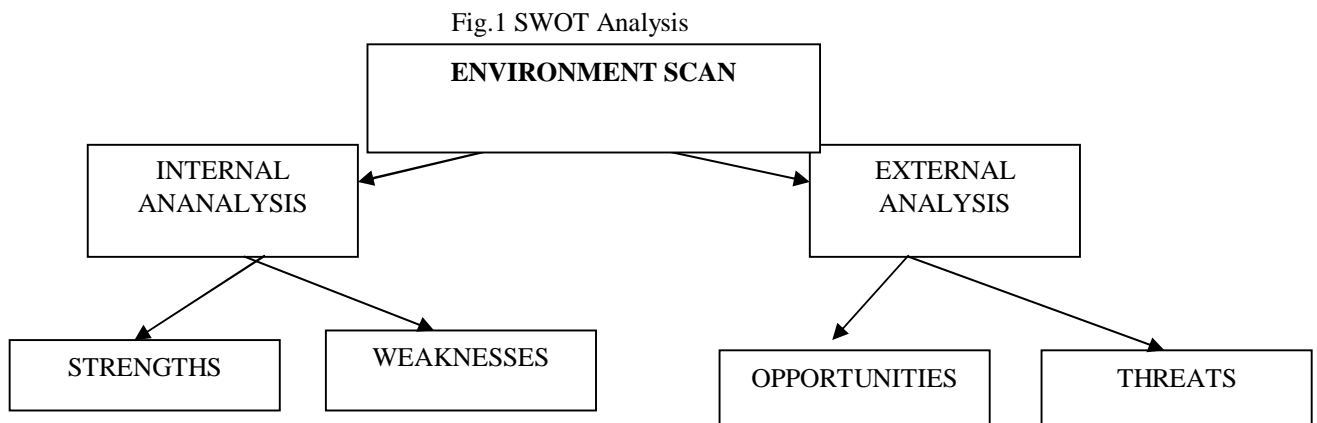 Fig.1 SWOT Analysis
ENVIRONMENT SCAN
INTERNAL
ANANALYSIS
EXTERNAL
ANALYSIS
STRENGTHS
WEAKNESSES
OPPORTUNITIES
THREATS